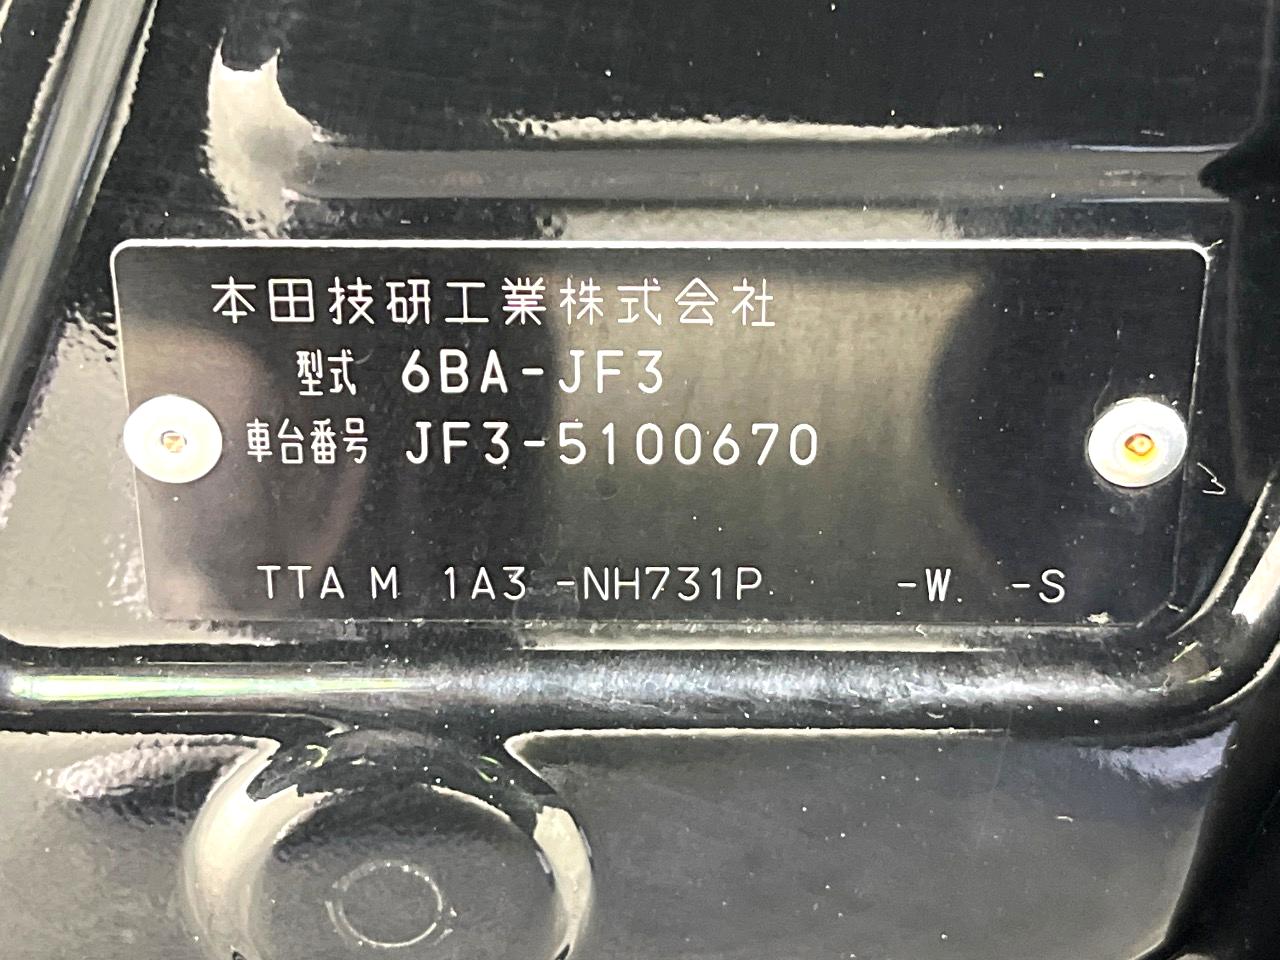 本田技研工業株式会社
型式 6BA-JF3
車台番号 JF3-5100670
TTA M 1A3 -NH731P -W -S